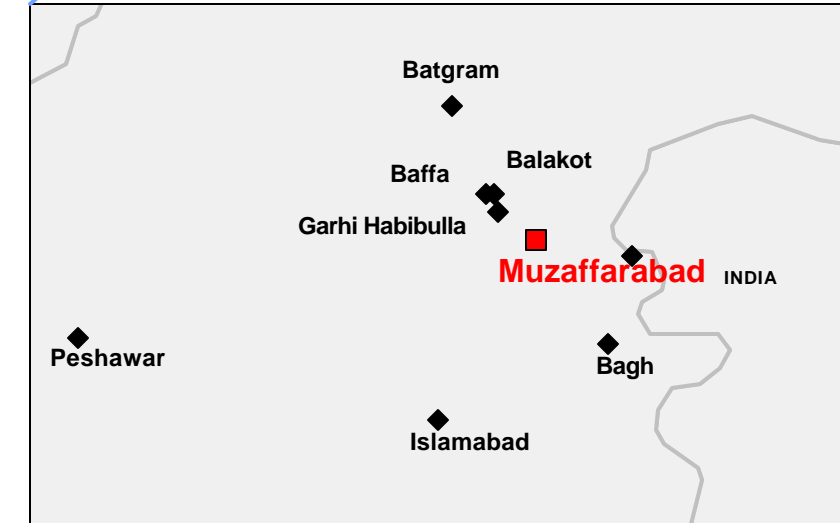 Batgram
Balakot
Baffa
Garhi Habibulla
Muzaffarabad
INDIA
Peshawar
Bagh
Islamabad